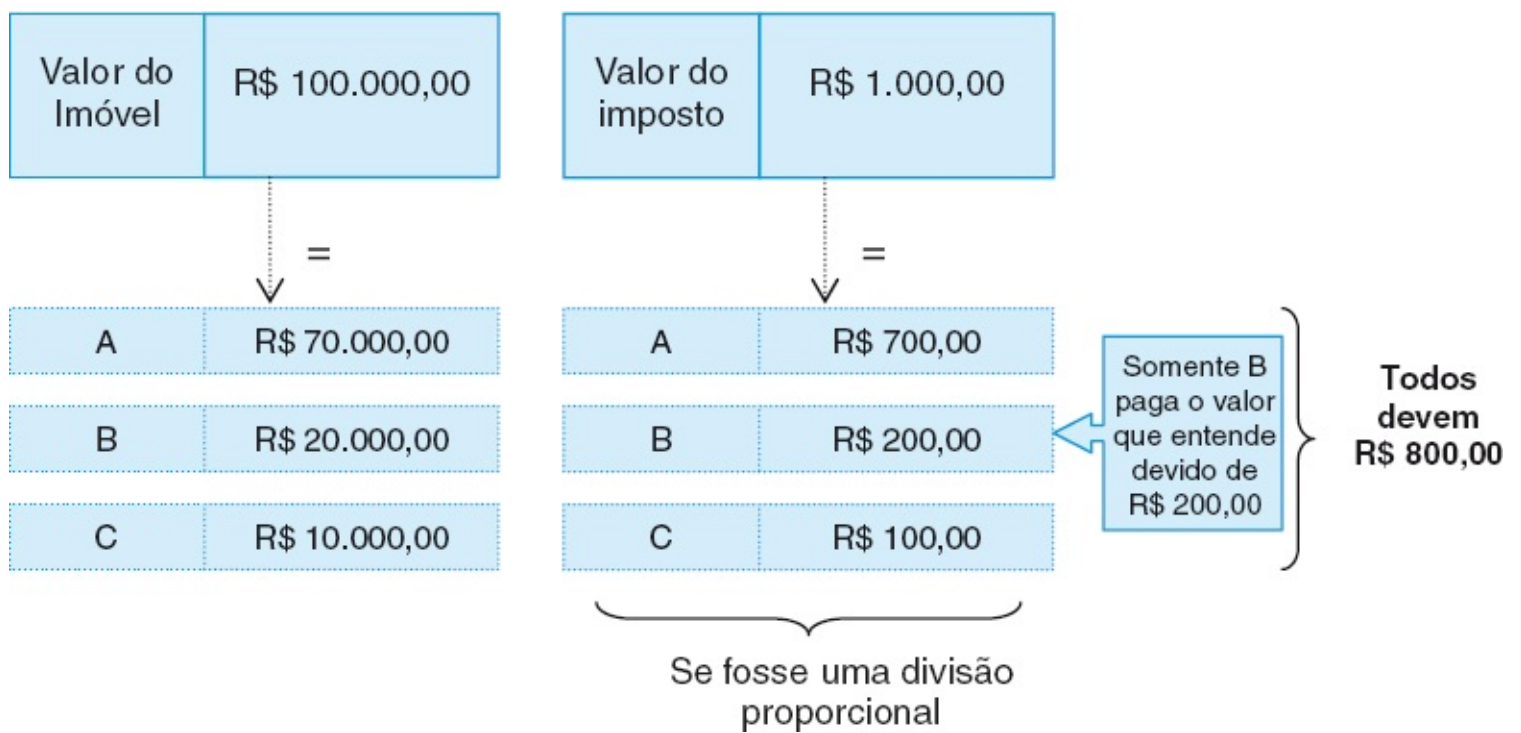 Valor do
Imóvel
R$ 100.000,00
Valor do
imposto
R$ 1.000,00
=
=
A
R$ 70.000,00
A
R$ 700,00
B
R$ 20.000,00
B
R$ 200,00
C
R$ 10.000,00
C
R$ 100,00
Somente B
paga o valor
que entende
devido de
R$ 200,00
Todos
devem
R$ 800,00
Se fosse uma divisão
proporcional